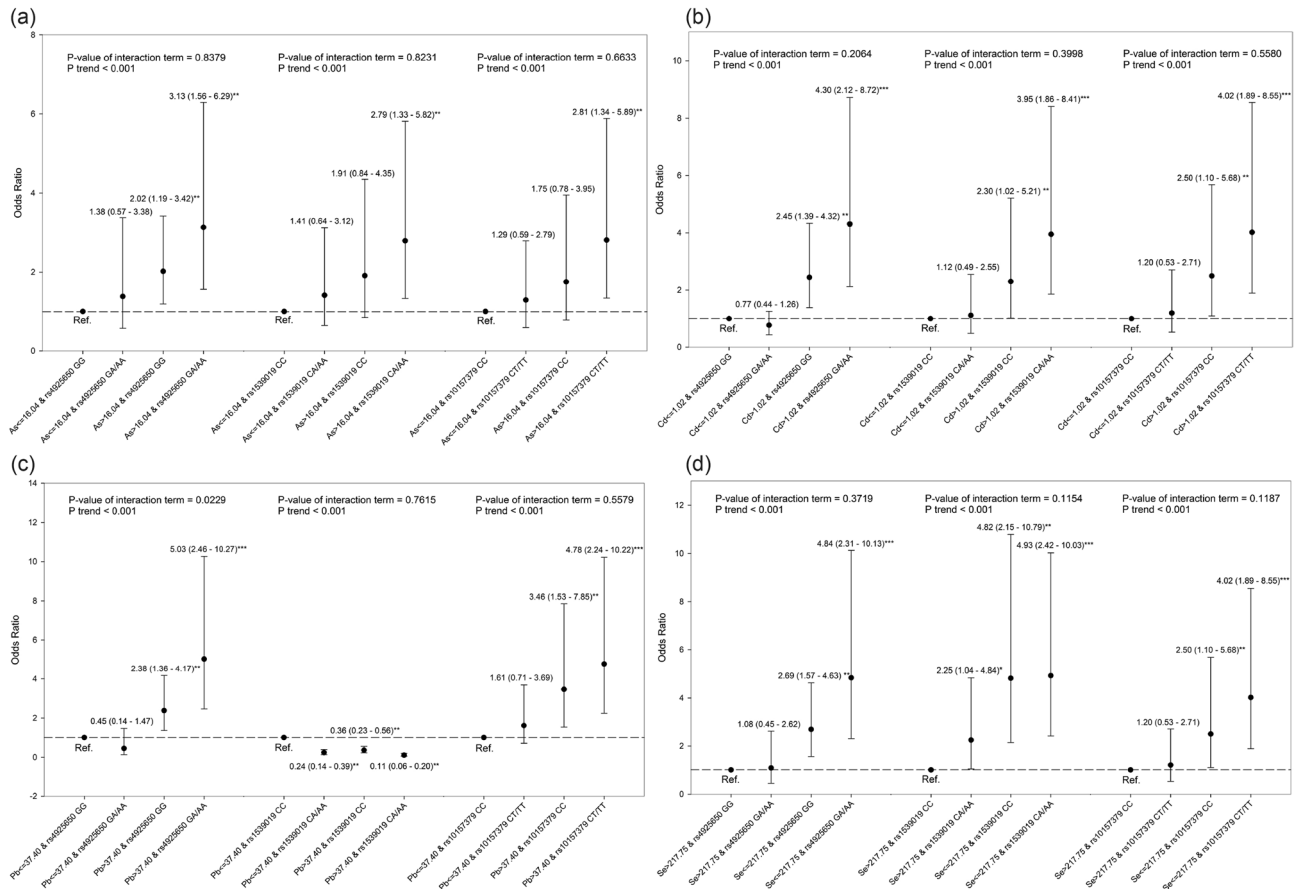 (a)
8
6
4
2
0
Odds Ratio
P-value of interaction term = 0.8379
P trend < 0.001
P-value of interaction term = 0.8231
P trend < 0.001
P-value of interaction term = 0.6633
P trend < 0.001
Ref.
1.38 (0.57 - 3.38)
2.02 (1.19 - 3.42)**
3.13 (1.56 - 6.29)**
Ref.
1.41 (0.64 - 3.12)
1.91 (0.84 - 4.35)
2.79 (1.33 - 5.82)**
Ref.
1.29 (0.59 - 2.79)
1.75 (0.78 - 3.95)
2.81 (1.34 - 5.89)**
As<=16.04 & rs4925650 GG
As<=16.04 & rs4925650 GA/AA
As>16.04 & rs4925650 GG
As>16.04 & rs4925650 GA/AA
As<=16.04 & rs1539019 CC
As<=16.04 & rs1539019 CA/AA
As>16.04 & rs1539019 CC
As>16.04 & rs1539019 CA/AA
As<=16.04 & rs10157379 CC
As<=16.04 & rs10157379 CT/TT
As>16.04 & rs10157379 CC
As>16.04 & rs10157379 CT/TT
(b)
10
8
6
4
2
0
Odds Ratio
P-value of interaction term = 0.2064
P trend < 0.001
P-value of interaction term = 0.3998
P trend < 0.001
P-value of interaction term = 0.5580
P trend < 0.001
Ref.
0.77 (0.44 - 1.26)
2.45 (1.39 - 4.32) **
4.30 (2.12 - 8.72)***
Ref.
1.12 (0.49 - 2.55)
2.30 (1.02 - 5.21) **
3.95 (1.86 - 8.41)***
Ref.
1.20 (0.53 - 2.71)
2.50 (1.10 - 5.68) **
4.02 (1.89 - 8.55)***
Cd<=1.02 & rs4925650 GG
Cd<=1.02 & rs4925650 GA/AA
Cd>1.02 & rs4925650 GG
Cd>1.02 & rs4925650 GA/AA
Cd<=1.02 & rs1539019 CC
Cd<=1.02 & rs1539019 CA/AA
Cd>1.02 & rs1539019 CC
Cd>1.02 & rs1539019 CA/AA
Cd<=1.02 & rs10157379 CC
Cd<=1.02 & rs10157379 CT/TT
Cd>1.02 & rs10157379 CC
Cd>1.02 & rs10157379 CT/TT
(c)
14
12
10
8
6
4
2
0
-2
Odds Ratio
P-value of interaction term = 0.0229
P trend < 0.001
P-value of interaction term = 0.7615
P trend < 0.001
P-value of interaction term = 0.5579
P trend < 0.001
Ref.
0.45 (0.14 - 1.47)
2.38 (1.36 - 4.17)**
5.03 (2.46 - 10.27)***
Ref.
0.24 (0.14 - 0.39)**
0.36 (0.23 - 0.56)**
0.11 (0.06 - 0.20)**
Ref.
1.61 (0.71 - 3.69)
3.46 (1.53 - 7.85)**
4.78 (2.24 - 10.22)***
Pb<=37.40 & rs4925650 GG
Pb<=37.40 & rs4925650 GA/AA
Pb>37.40 & rs4925650 GG
Pb>37.40 & rs4925650 GA/AA
Pb<=37.40 & rs1539019 CC
Pb<=37.40 & rs1539019 CA/AA
Pb>37.40 & rs1539019 CC
Pb>37.40 & rs1539019 CA/AA
Pb<=37.40 & rs10157379 CC
Pb<=37.40 & rs10157379 CT/TT
Pb>37.40 & rs10157379 CC
Pb>37.40 & rs10157379 CT/TT
(d)
12
10
8
6
4
2
0
Odds Ratio
P-value of interaction term = 0.3719
P trend < 0.001
P-value of interaction term = 0.1154
P trend < 0.001
P-value of interaction term = 0.1187
P trend < 0.001
Ref.
1.08 (0.45 - 2.62)
2.69 (1.57 - 4.63) **
4.84 (2.31 - 10.13)***
Ref.
2.25 (1.04 - 4.84)*
4.82 (2.15 - 10.79)**
4.93 (2.42 - 10.03)***
Ref.
1.20 (0.53 - 2.71)
2.50 (1.10 - 5.68)**
4.02 (1.89 - 8.55)***
Se>217.75 & rs4925650 GG
Se>217.75 & rs4925650 GA/AA
Se<=217.75 & rs4925650 GG
Se<=217.75 & rs4925650 GA/AA
Se>217.75 & rs1539019 CC
Se>217.75 & rs1539019 CA/AA
Se<=217.75 & rs1539019 CC
Se<=217.75 & rs1539019 CA/AA
Se>217.75 & rs10157379 CC
Se>217.75 & rs10157379 CT/TT
Se<=217.75 & rs10157379 CC
Se<=217.75 & rs10157379 CT/TT